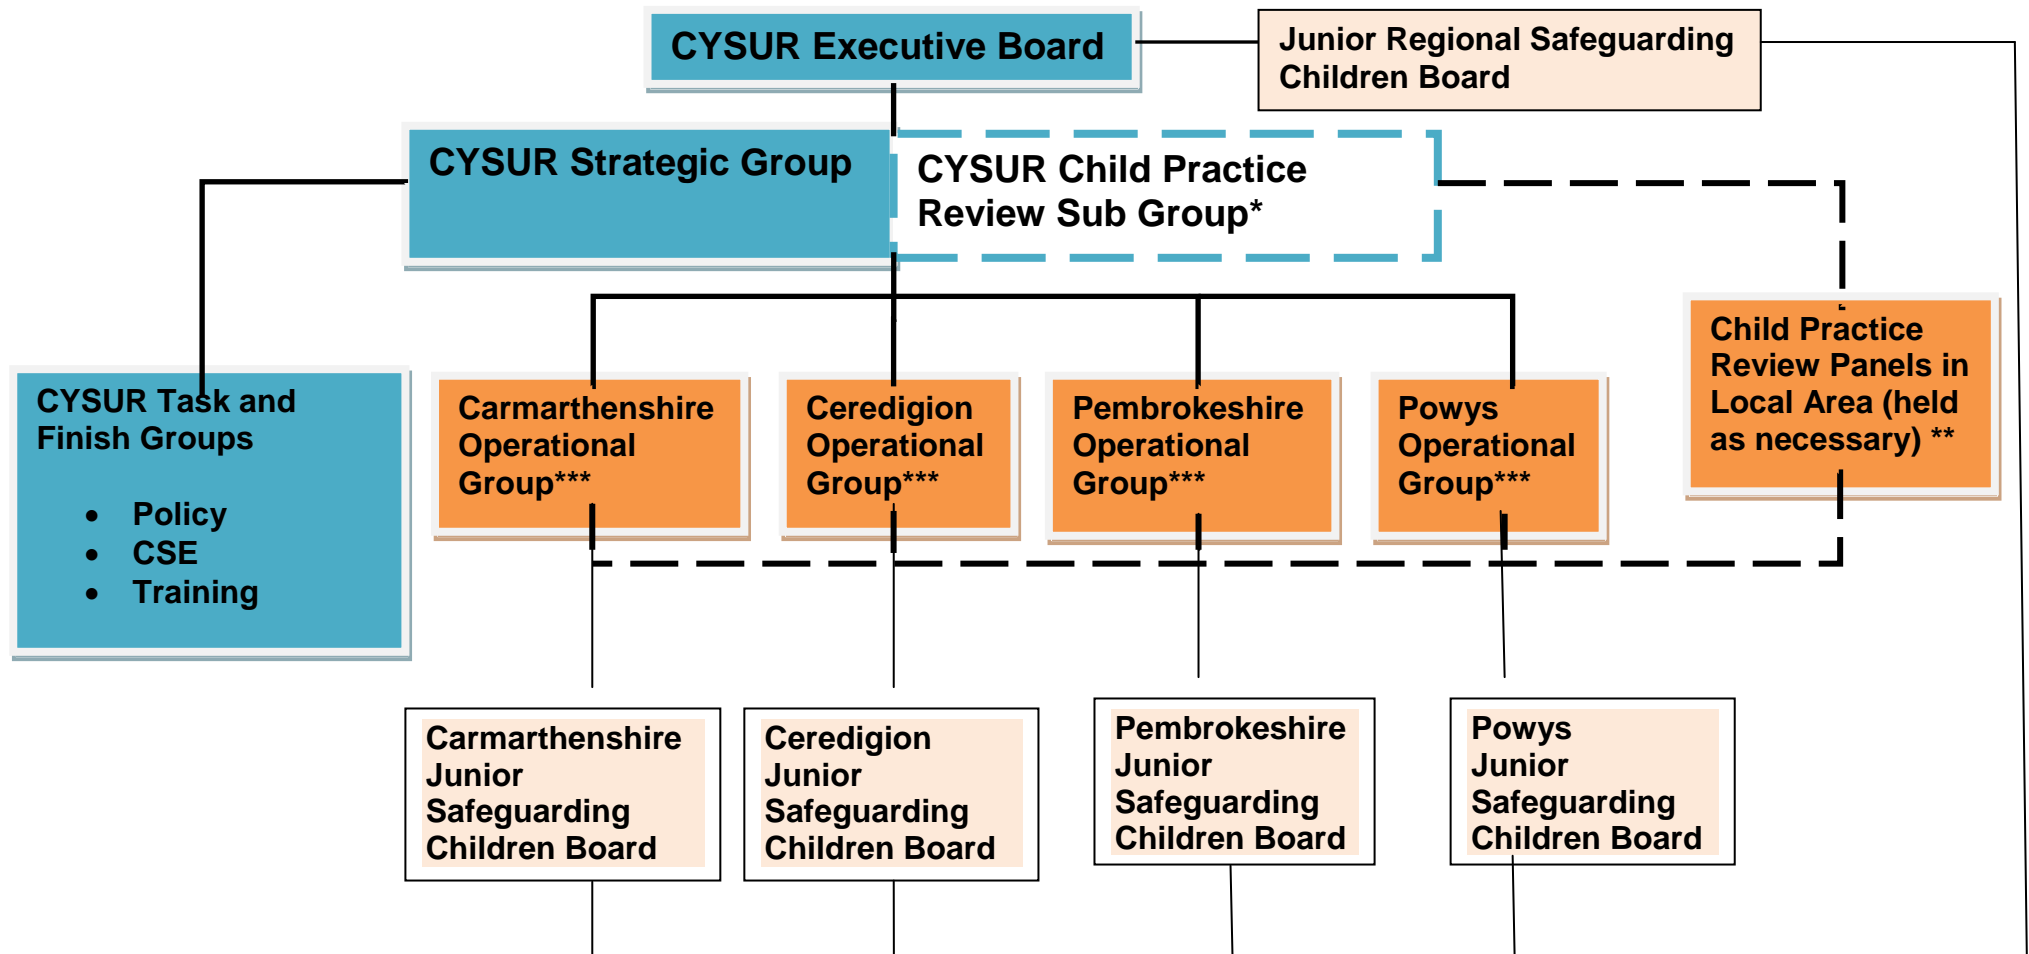 CYSUR Executive Board
Junior Regional Safeguarding
Children Board
CYSUR Strategic Group
CYSUR Child Practice
Review Sub Group*
CYSUR Task and
Finish Groups
• Policy
• CSE
• Training
Carmarthenshire
Operational
Group***
Ceredigion
Operational
Group***
Pembrokeshire
Operational
Group***
Powys
Operational
Group***
Child Practice
Review Panels in
Local Area (held
as necessary) **
Carmarthenshire
Junior
Safeguarding
Children Board
Ceredigion
Junior
Safeguarding
Children Board
Pembrokeshire
Junior
Safeguarding
Children Board
Powys
Junior
Safeguarding
Children Board